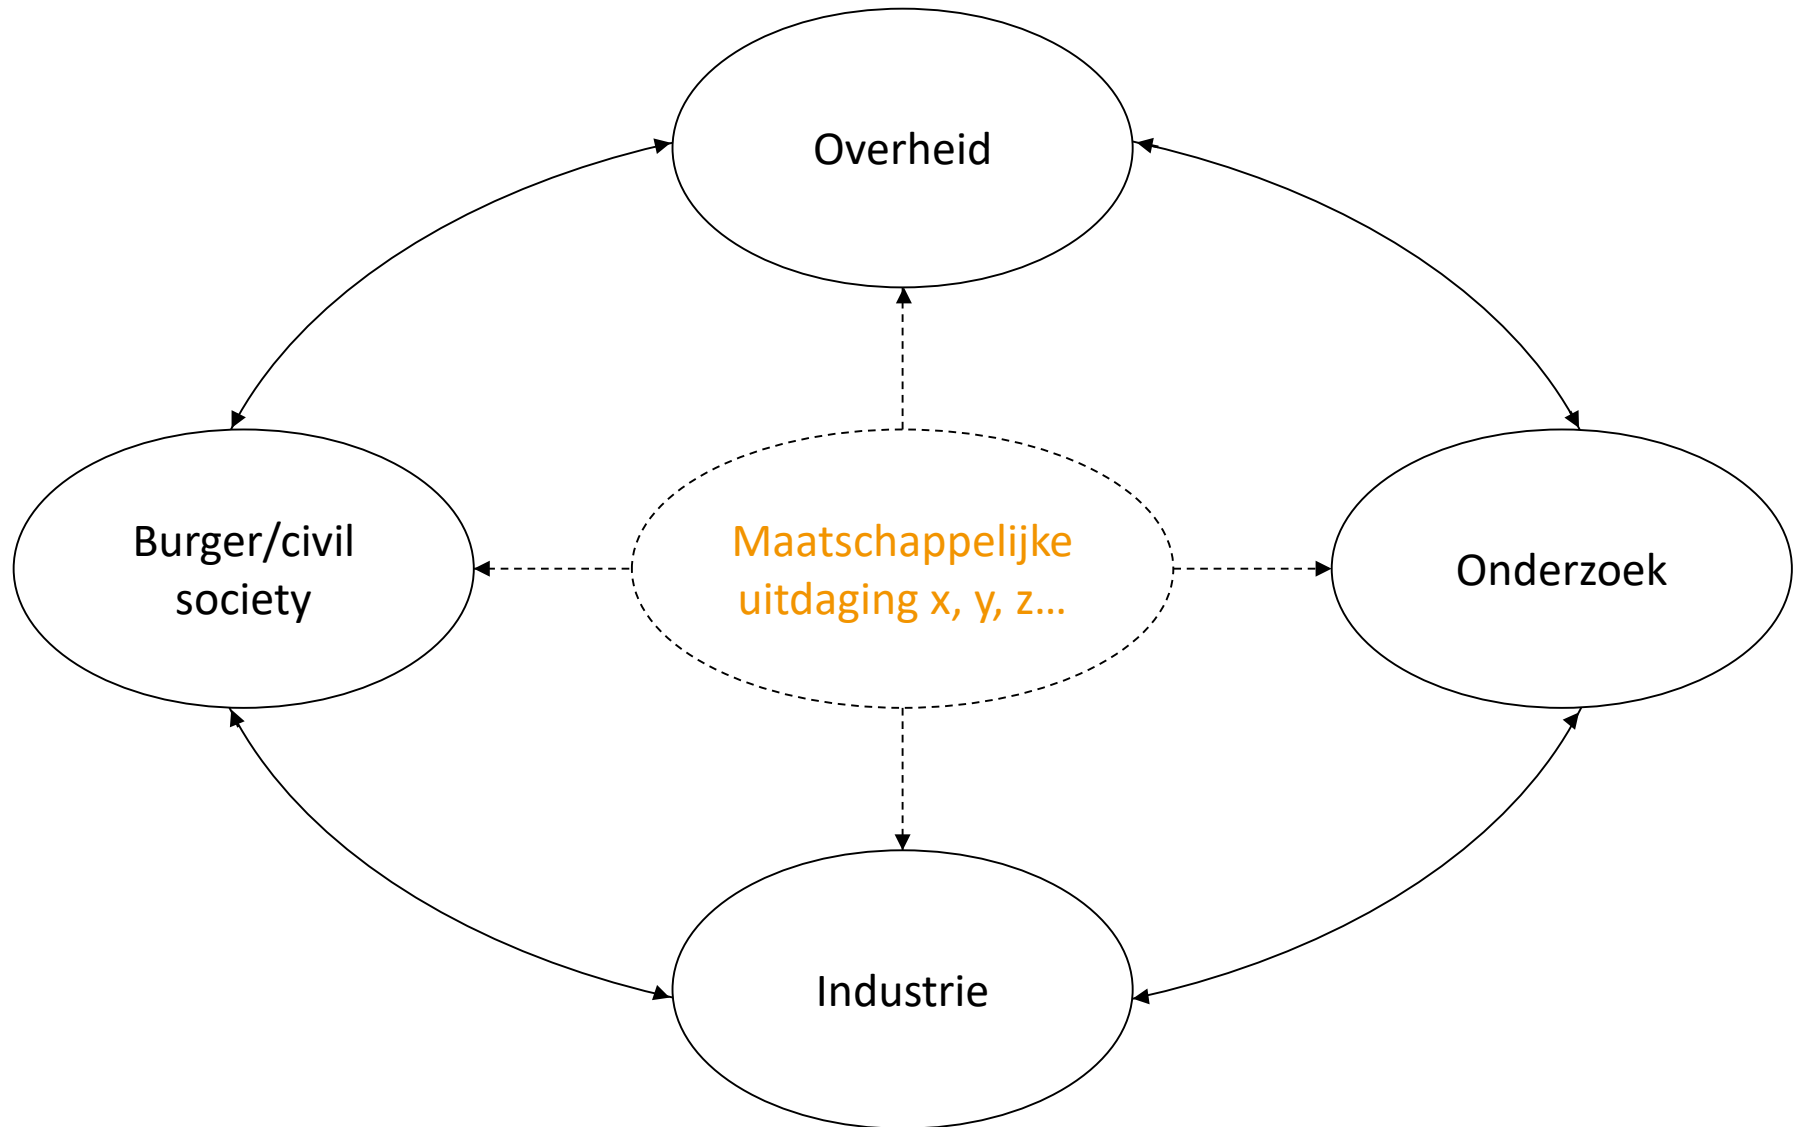 Overheid
Burger/civil
society
Maatschappelijke
uitdaging x, y, z...
Onderzoek
Industrie